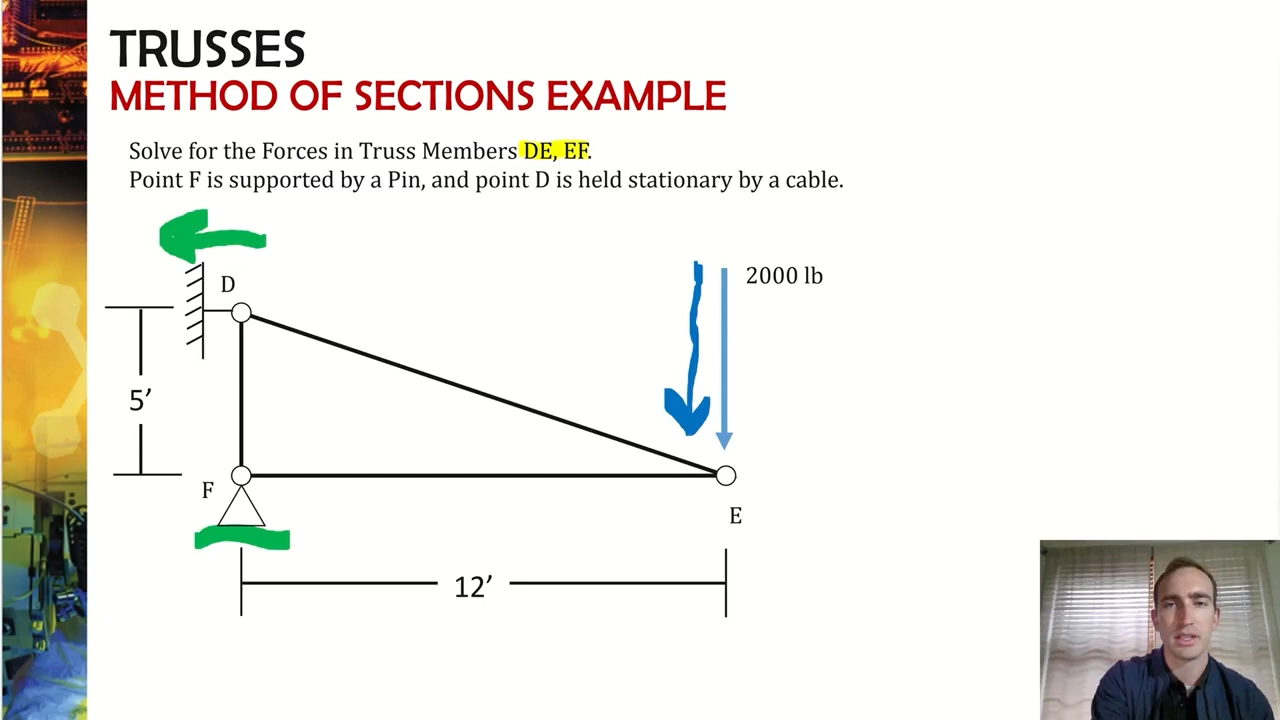 TRUSSES
METHOD OF SECTIONS EXAMPLE
Solve for the Forces in Truss Members DE, EF.
Point F is supported by a Pin, and point D is held stationary by a cable.
D
2000 lb
5’
F
E
12’